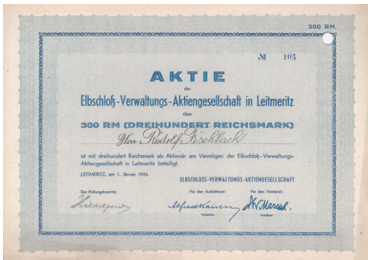 300 RM.
№ 105
AKTIE
der
Elbschloß-Verwaltungs-Aktiengesellschaft in Leitmeritz
über
300 RM (DREIHUNDERT REICHSMARK)
Herr Rudolf
ist mit dreihundert Reichsmark als Aktionär am Vermögen der Elbschloß-Verwaltungs-
Aktiengesellschaft in Leitmeritz beteiligt.
LEITMERITZ, am 1. Jänner 1943.
ELBSCHLOSS-VERWALTUNGS-AKTIENGESELLSCHAFT
Für den Aufsichtsrat:
Für den Vorstand: